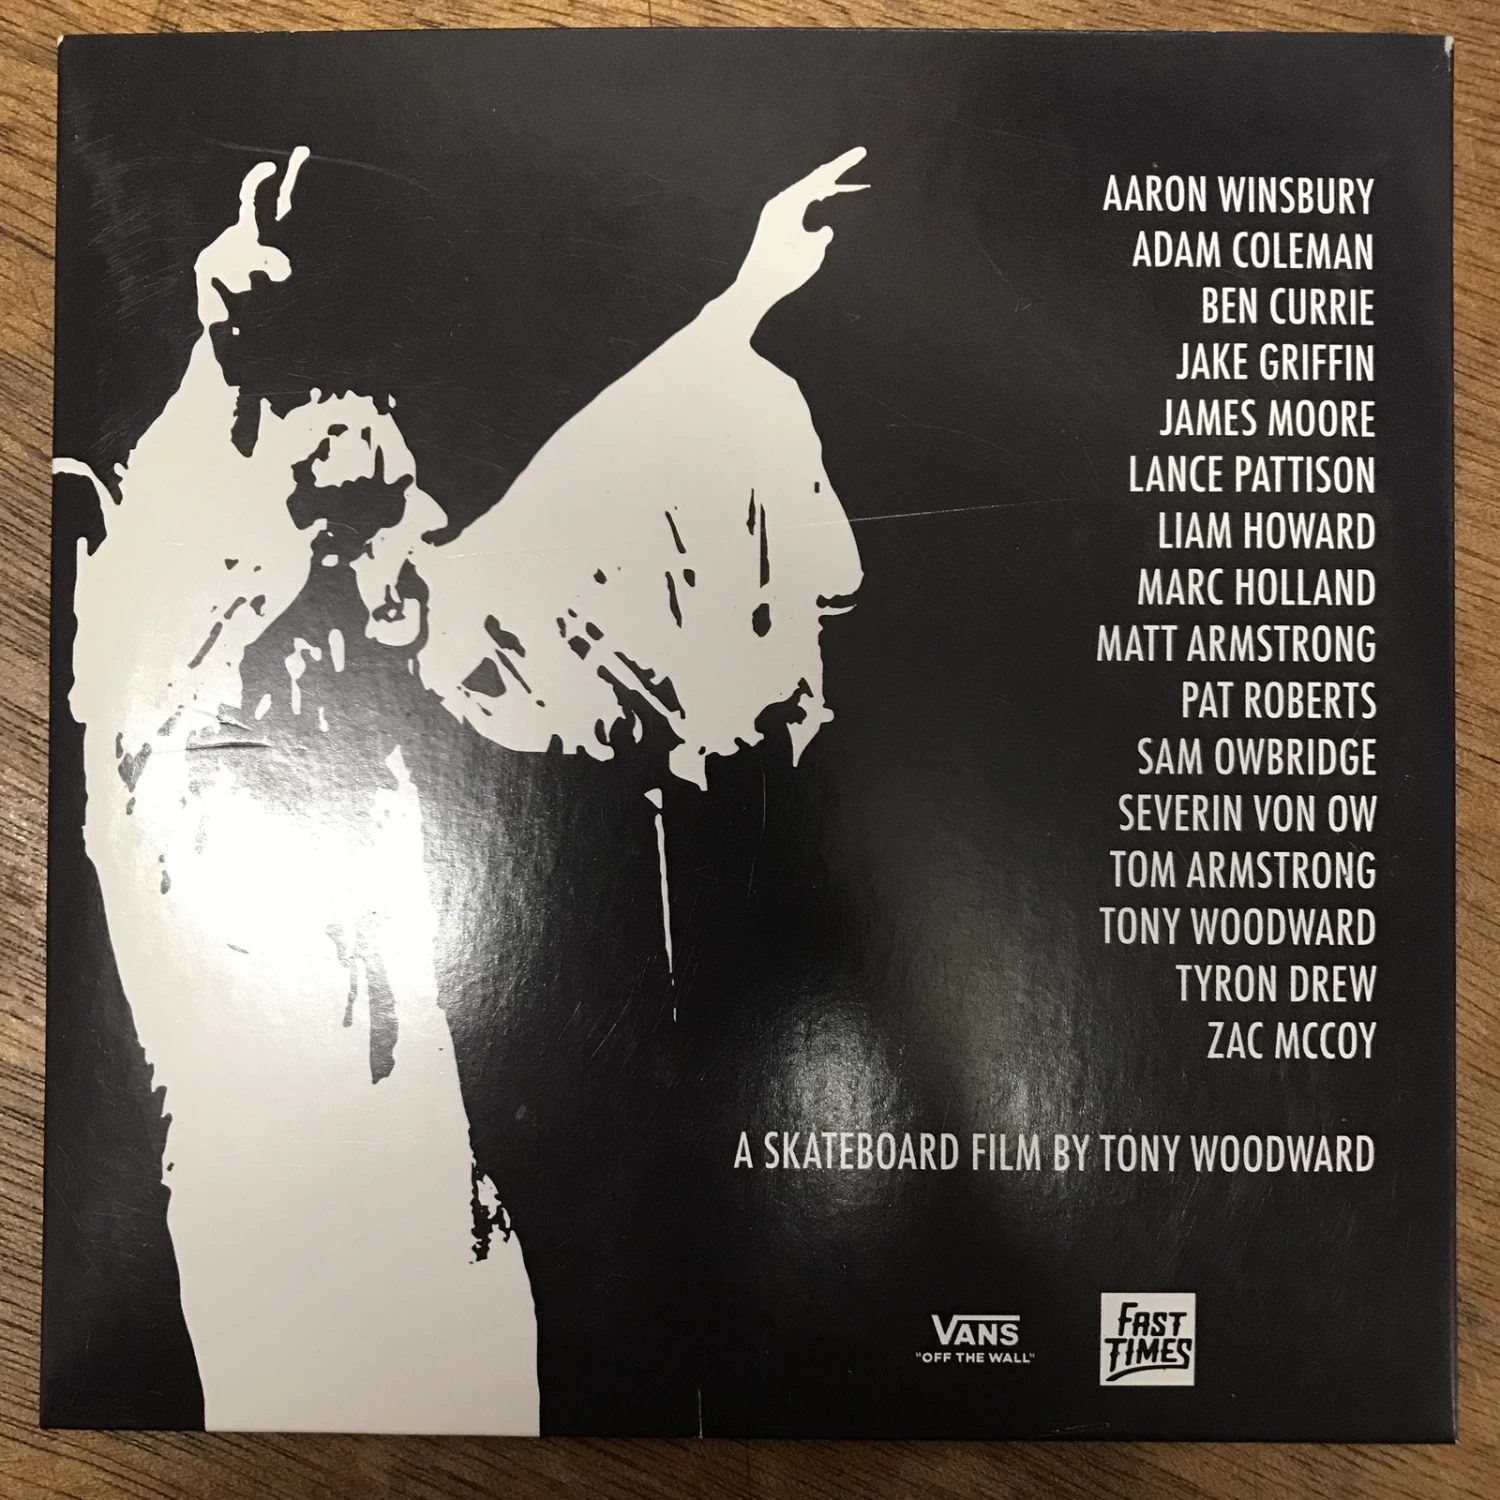 AARON WINSBURY
ADAM COLEMAN
BEN CURRIE
JAKE GRIFFIN
JAMES MOORE
LANCE PATTISON
LIAM HOWARD
MARC HOLLAND
MATT ARMSTRONG
PAT ROBERTS
SAM OWBRIDGE
SEVERIN VON OW
TOM ARMSTRONG
TONY WOODWARD
TYRON DREW
ZAC MCCOY
A SKATEBOARD FILM BY TONY WOODWARD
VANS
"OFF THE WALL"
FAST
TIMES